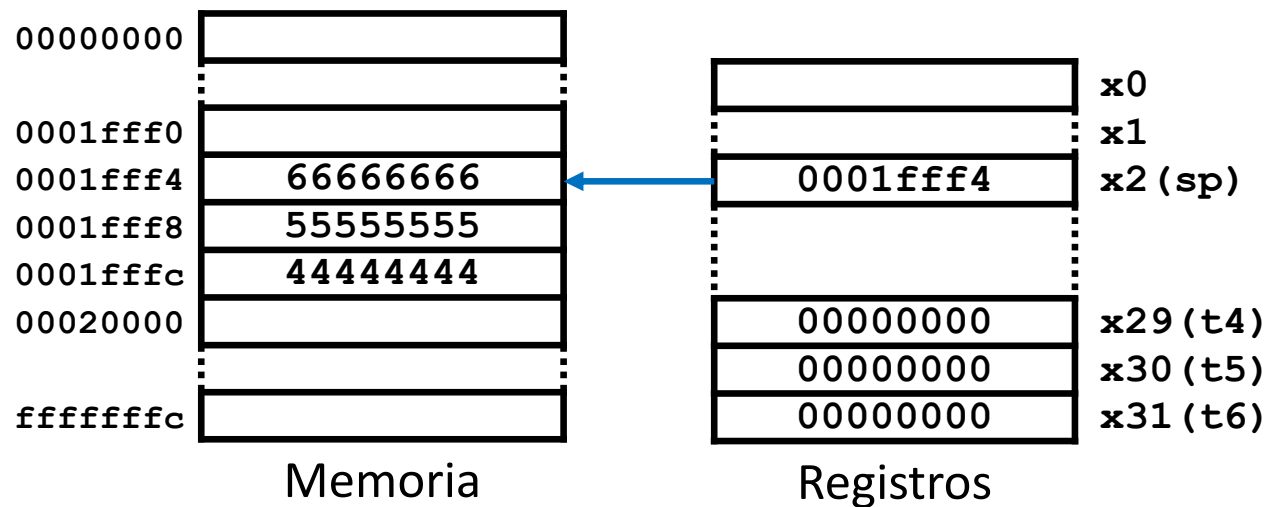 00000000
0001fff0
0001fff4 66666666
0001fff8 55555555
0001fffc 44444444
00020000
fffffffc
Memoria
x0
x1
0001fff4 x2(sp)
00000000 x29(t4)
00000000 x30(t5)
00000000 x31(t6)
Registros